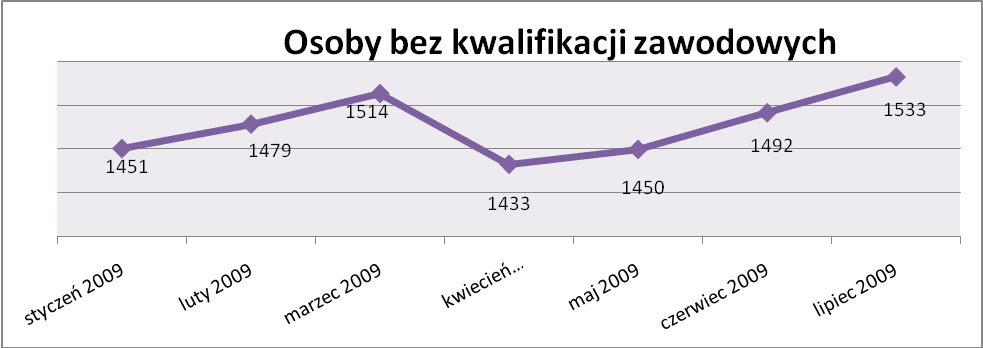 Osoby bez kwalifikacji zawodowych
1451
1479
1514
1433
1450
1492
1533
styczeń 2009
luty 2009
marzec 2009
kwiecień...
maj 2009
czerwiec 2009
lipiec 2009